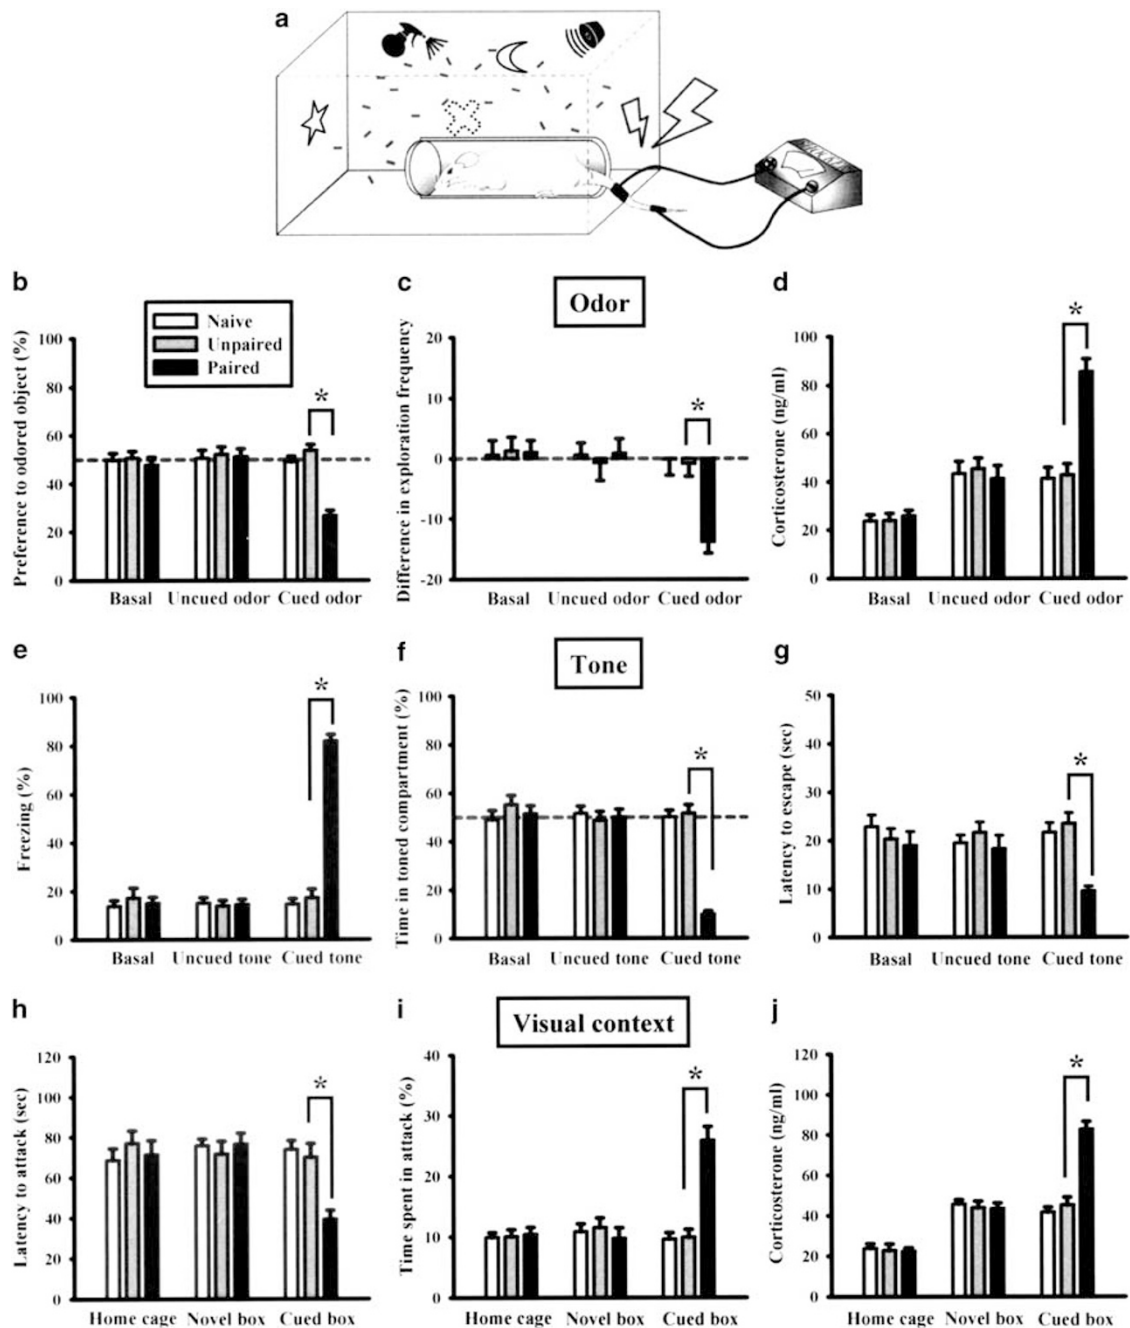 a
b
Preference to odored object (%)
100
80
60
40
20
0
Naive
Unpaired
Paired
*
Basal Uncued odor Cued odor
c
Odor
Difference in exploration frequency
20
10
0
-10
-20
*
Basal Uncued odor Cued odor
d
Corticosterone (ng/ml)
100
80
60
40
20
0
*
Basal Uncued odor Cued odor
e
Freezing (%)
100
80
60
40
20
0
*
Basal Uncued tone Cued tone
f
Tone
Time in toned compartment (%)
100
80
60
40
20
0
*
Basal Uncued tone Cued tone
g
Latency to escape (sec)
50
40
30
20
10
0
*
Basal Uncued tone Cued tone
h
Latency to attack (sec)
120
100
80
60
40
20
0
*
Home cage Novel box Cued box
i
Visual context
Time spent in attack (%)
40
30
20
10
0
*
Home cage Novel box Cued box
j
Corticosterone (ng/ml)
120
100
80
60
40
20
0
*
Home cage Novel box Cued box